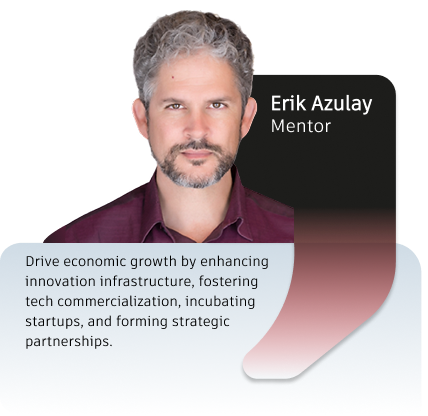 Erik Azulay
Mentor
Drive economic growth by enhancing
innovation infrastructure, fostering
tech commercialization, incubating
startups, and forming strategic
partnerships.